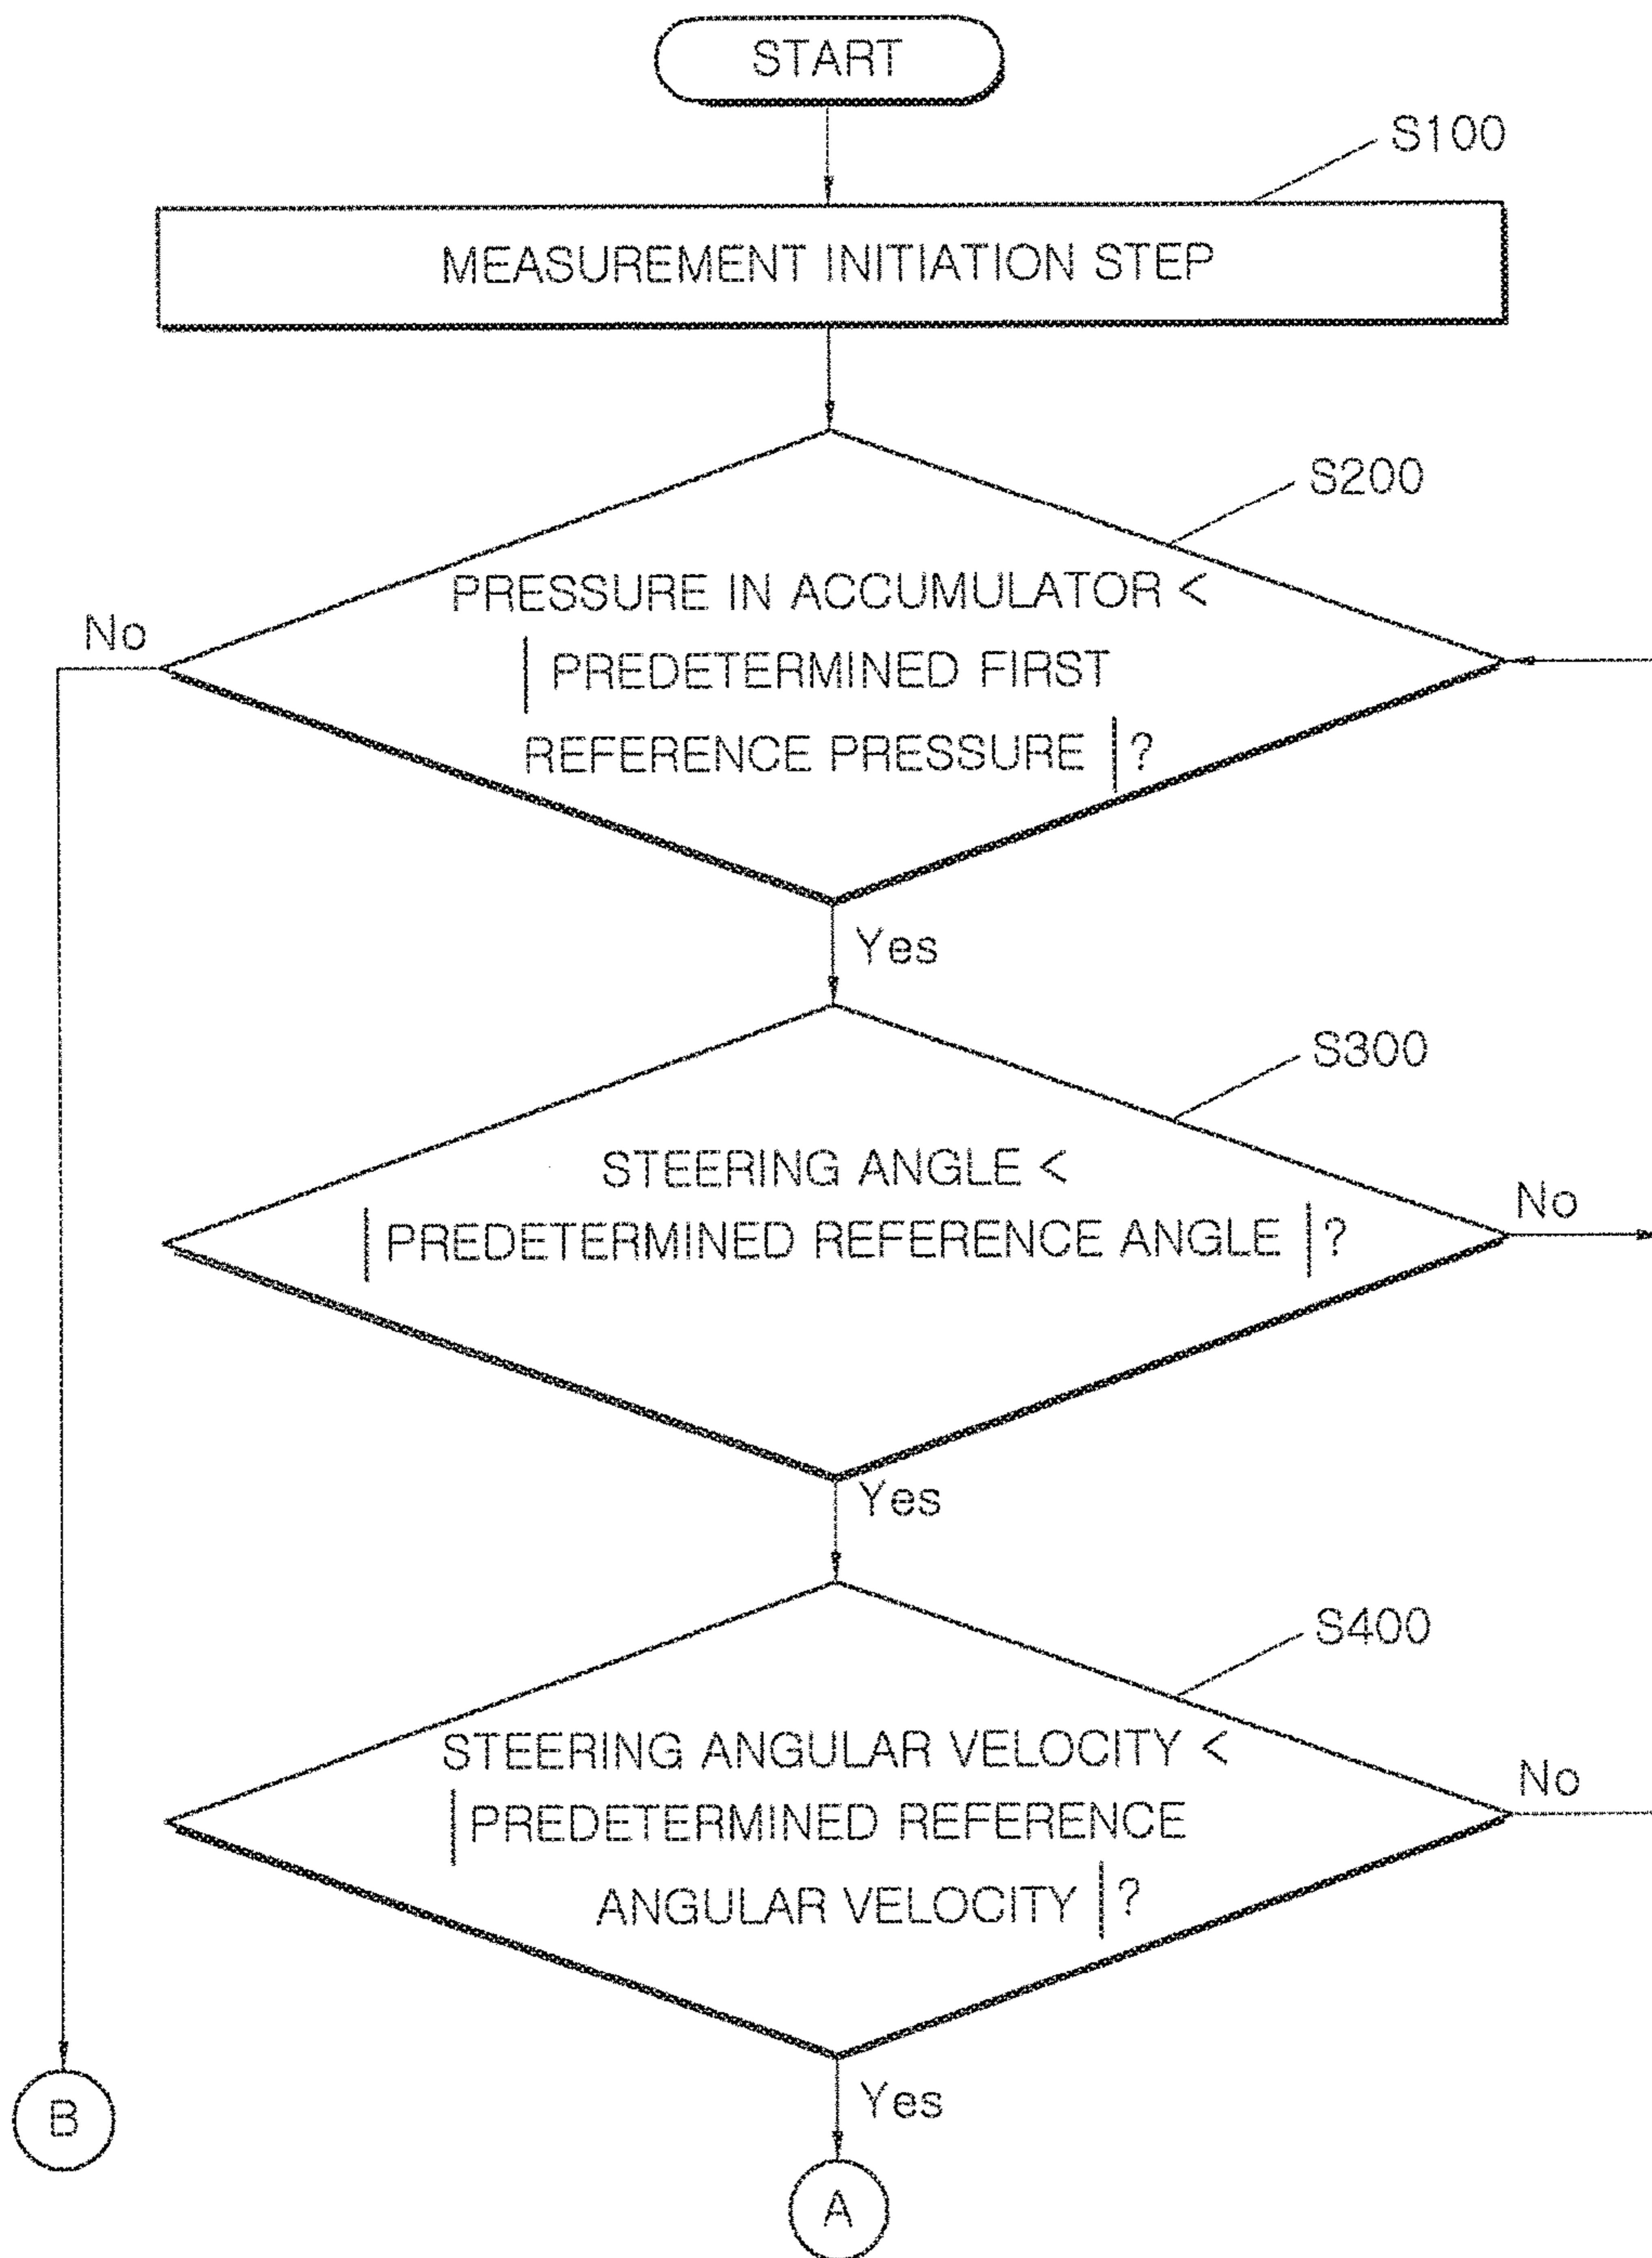 START
S100
MEASUREMENT INITIATION STEP
S200
PRESSURE IN ACCUMULATOR <
No
| PREDETERMINED FIRST
REFERENCE PRESSURE |?
Yes
S300
STEERING ANGLE <
No
| PREDETERMINED REFERENCE ANGLE |?
Yes
S400
STEERING ANGULAR VELOCITY <
No
| PREDETERMINED REFERENCE
ANGULAR VELOCITY |?
Yes
B
A